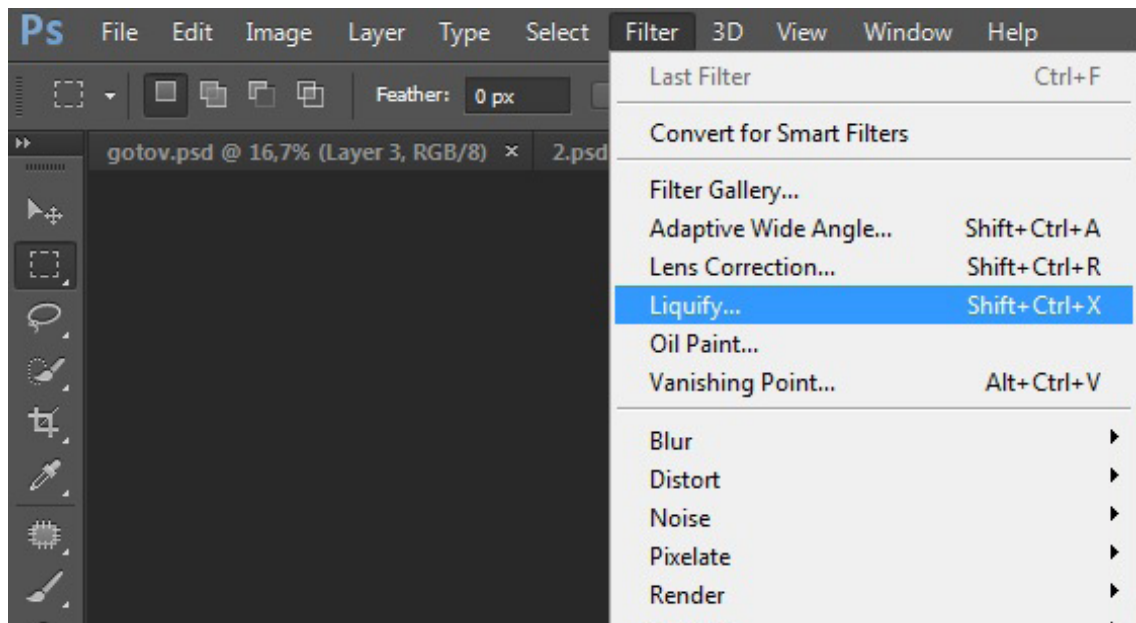 Ps File Edit Image Layer Type Select Filter 3D View Window Help
Feather: 0 px
gotov.psd @ 16,7% (Layer 3, RGB/8) × 2.psd
Last Filter Ctrl+F
Convert for Smart Filters
Filter Gallery...
Adaptive Wide Angle... Shift+Ctrl+A
Lens Correction... Shift+Ctrl+R
Liquify... Shift+Ctrl+X
Oil Paint...
Vanishing Point... Alt+Ctrl+V
Blur
Distort
Noise
Pixelate
Render